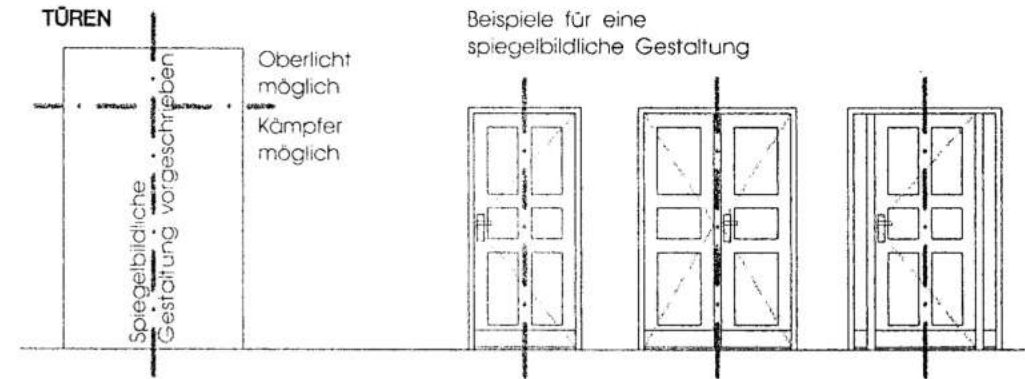 TÜREN
Oberlicht
möglich
Kämpfer
möglich
Spiegelbildliche
Gestaltung vorgeschrieben
Beispiele für eine
spiegelbildliche Gestaltung